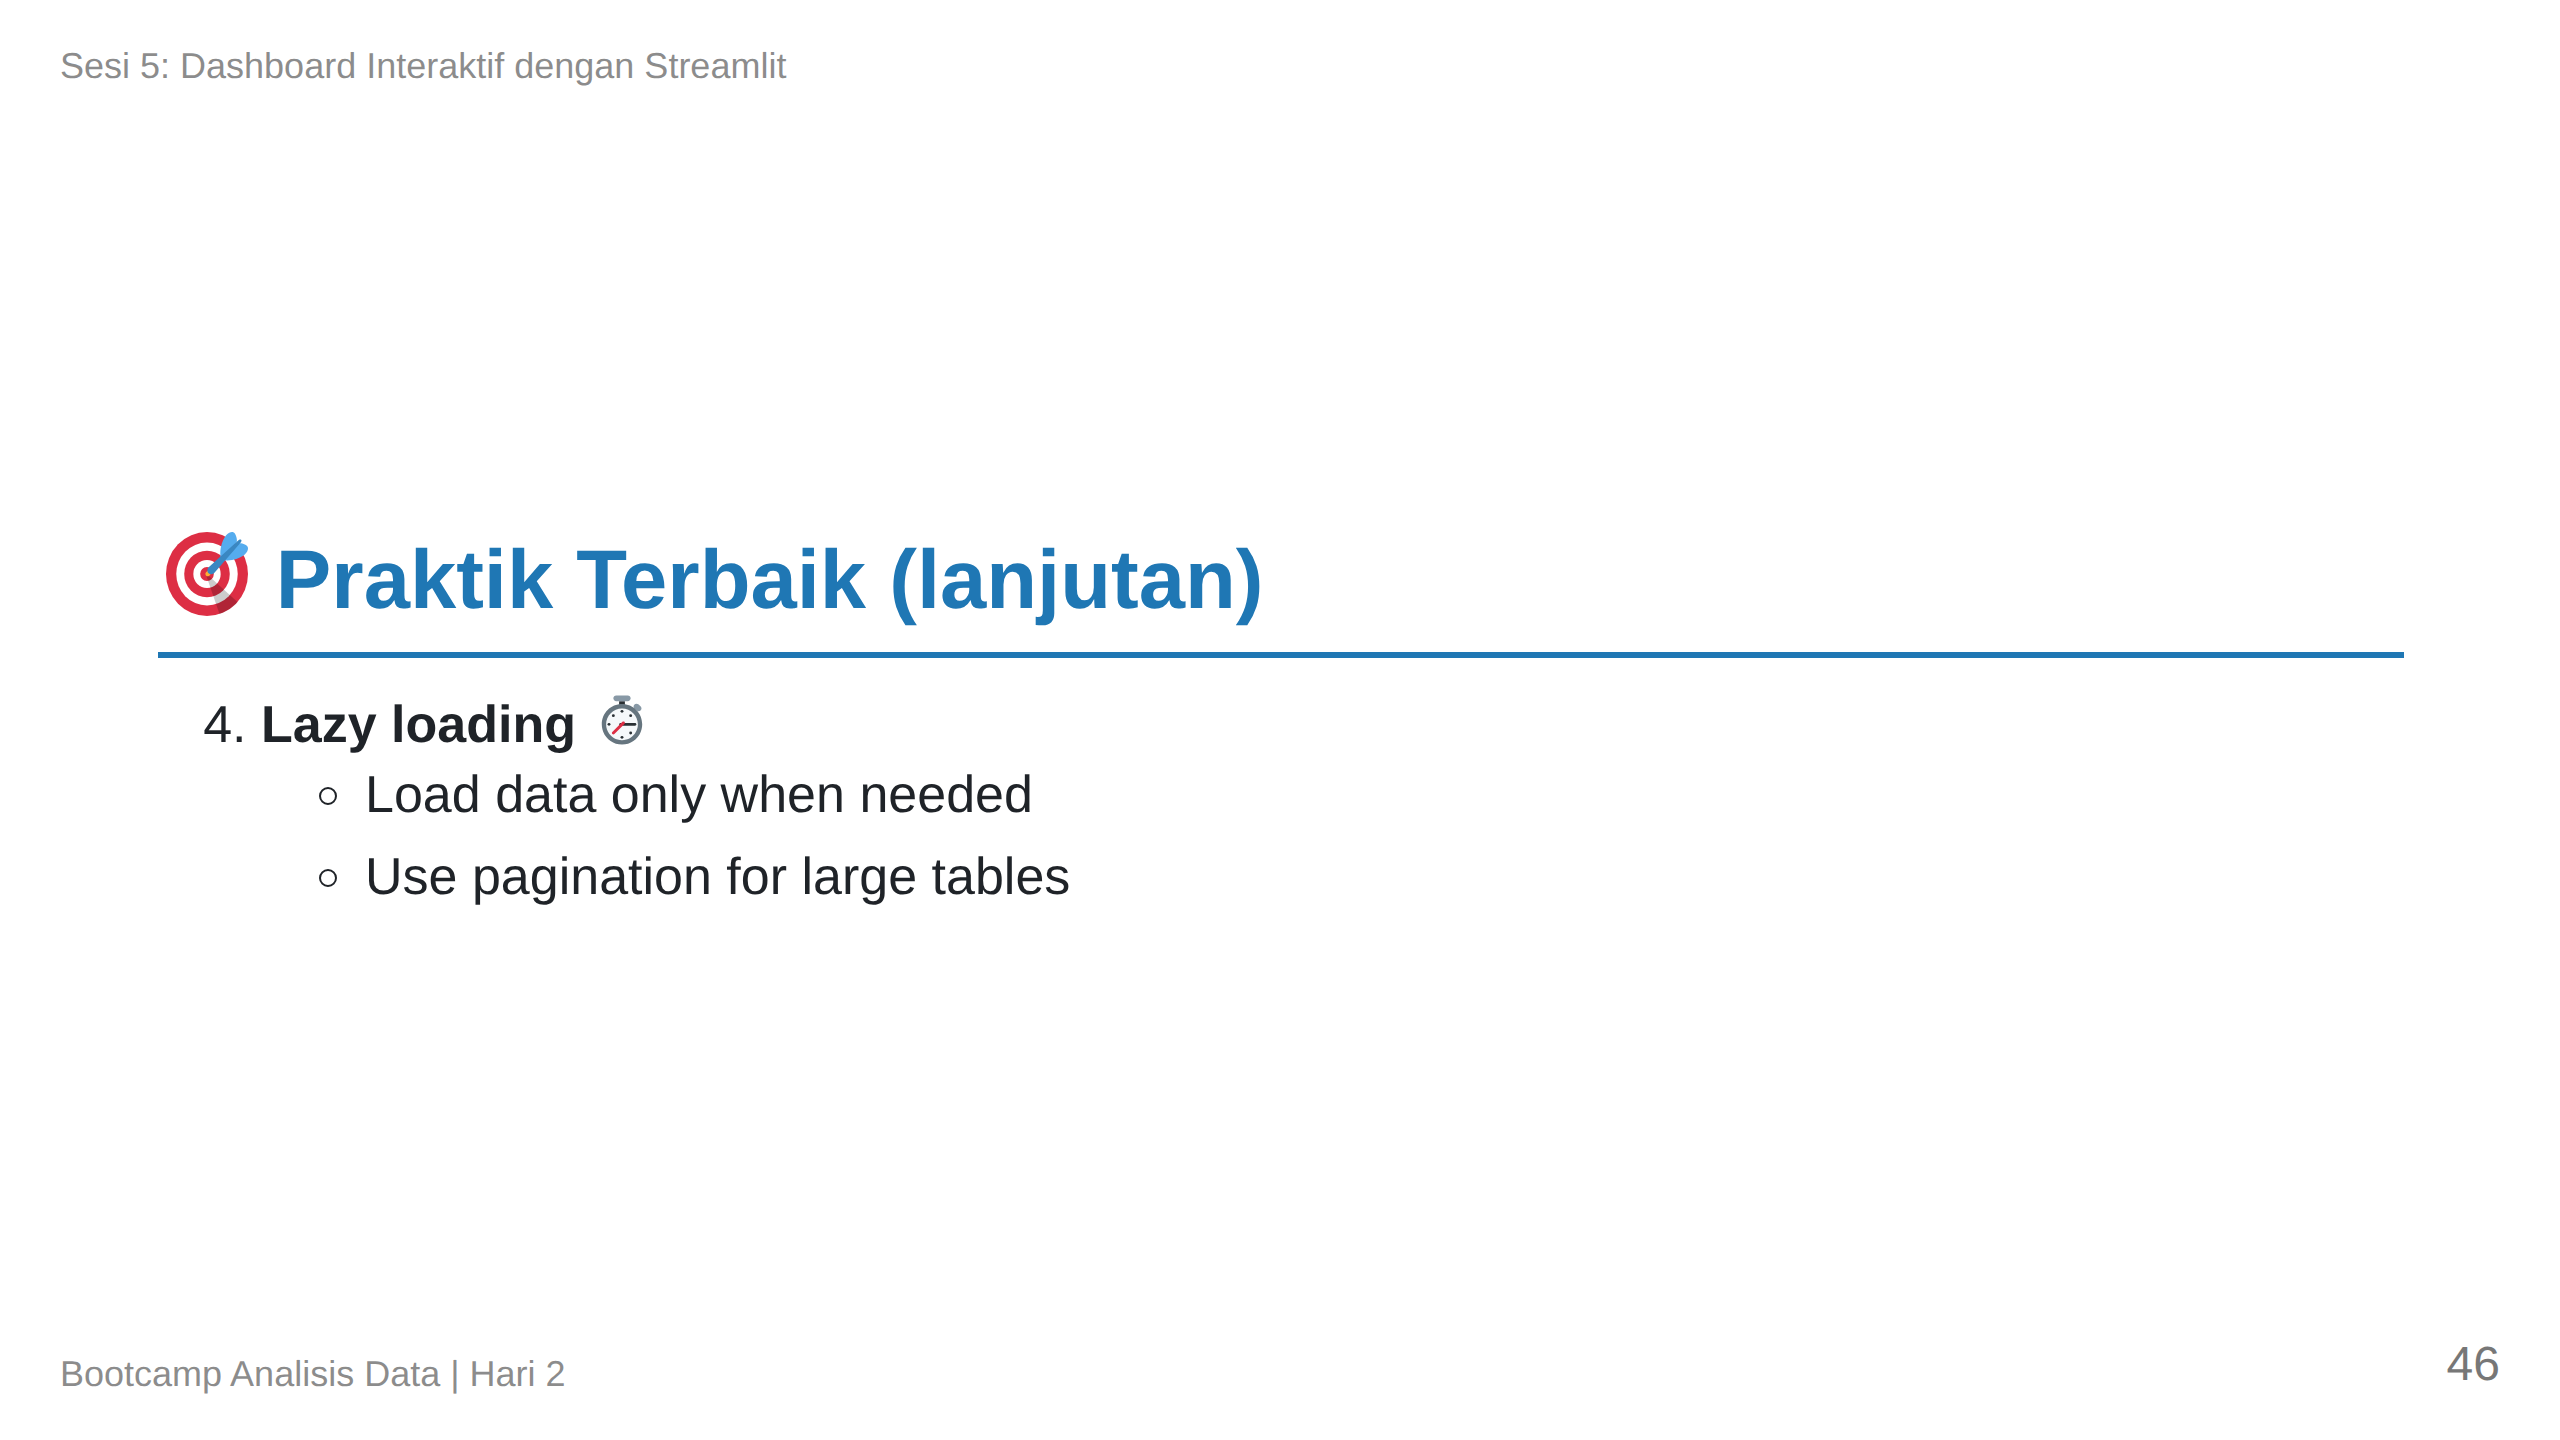 Sesi 5: Dashboard Interaktif dengan Streamlit
🎯 Praktik Terbaik (lanjutan)
4. Lazy loading ⏱️
○ Load data only when needed
○ Use pagination for large tables
Bootcamp Analisis Data | Hari 2
46